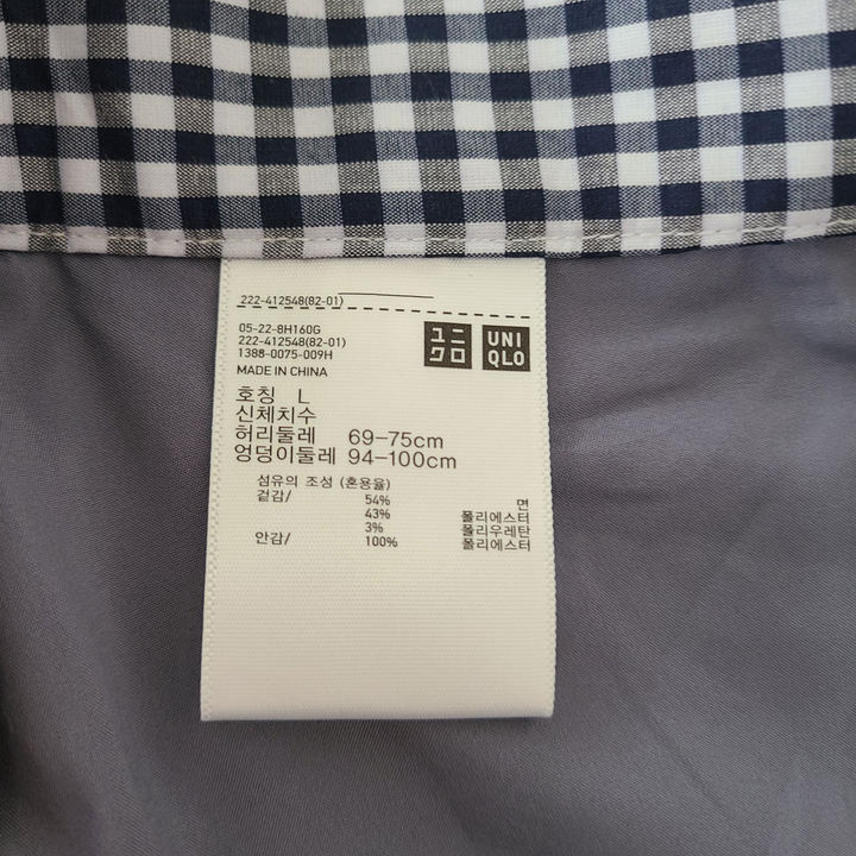 222-412548(82-01)
05-22-8H160G
222-412548(82-01)
1388-0075-009H
MADE IN CHINA
ユニクロ
UNIQLO
호칭 L
신체치수
허리둘레 69-75cm
엉덩이둘레 94-100cm
섬유의 조성 (혼용율)
겉감/ 54% 면
43% 폴리에스터
3% 폴리우레탄
안감/ 100% 폴리에스터